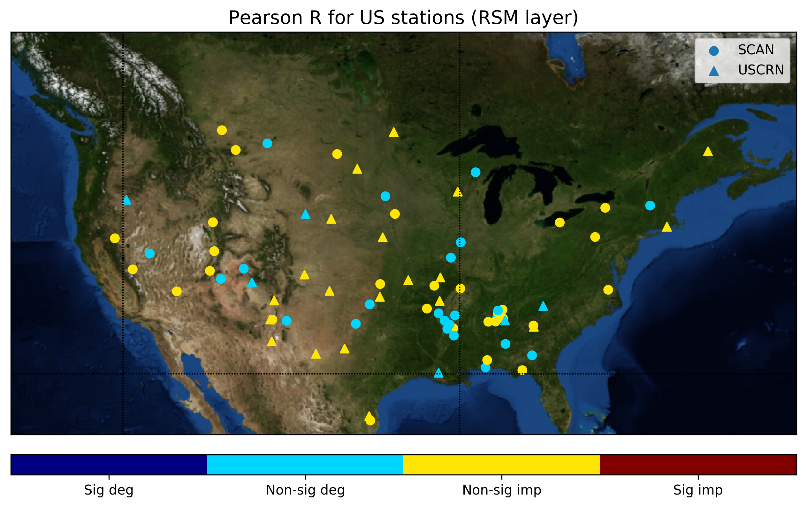 Pearson R for US stations (RSM layer)
SCAN
USCRN
Sig deg
Non-sig deg
Non-sig imp
Sig imp